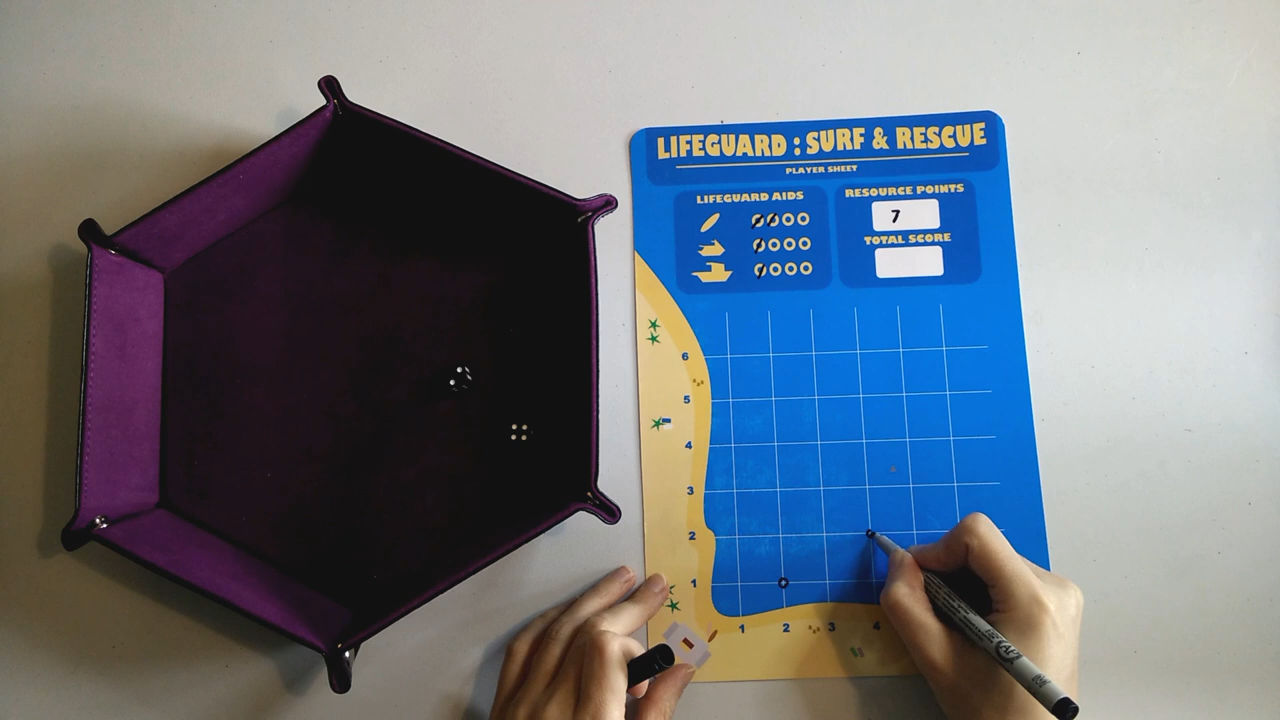 LIFEGUARD : SURF & RESCUE
PLAYER SHEET
LIFEGUARD AIDS
RESOURCE POINTS
7
TOTAL SCORE
6
5
4
3
2
1
1 2 3 4